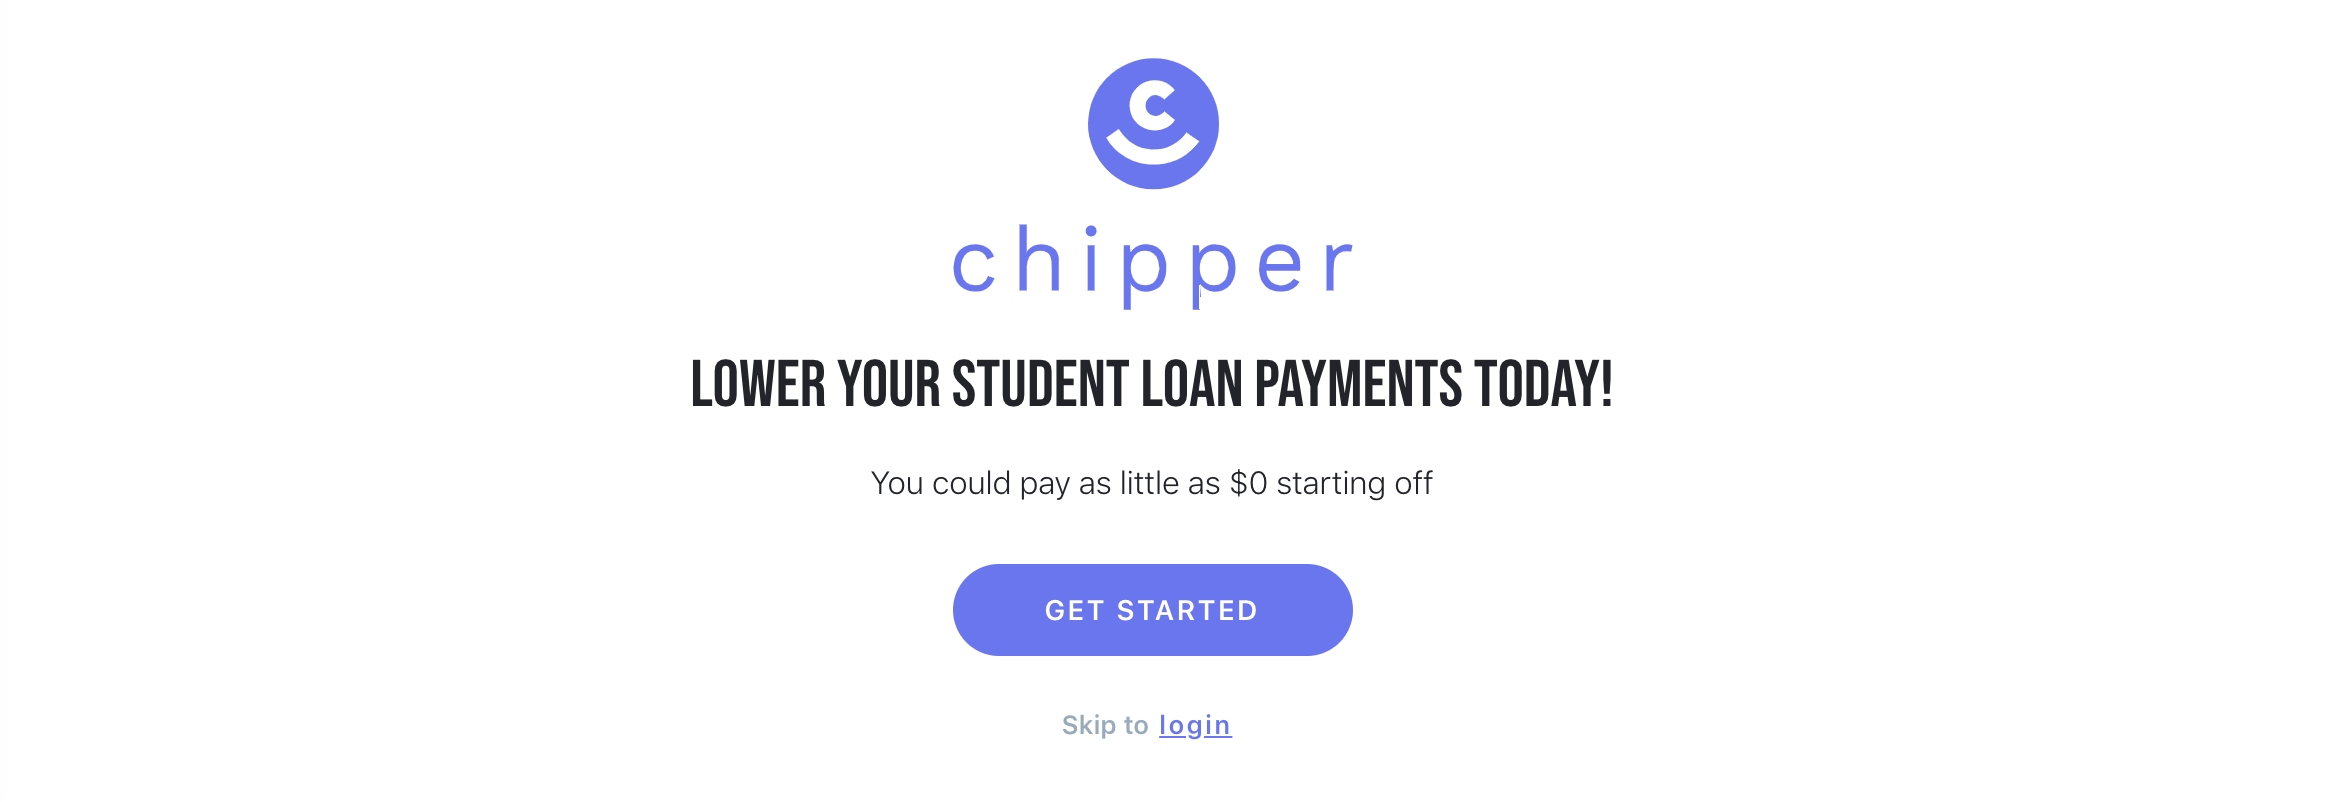 c
chipper
LOWER YOUR STUDENT LOAN PAYMENTS TODAY!
You could pay as little as $0 starting off
GET STARTED
Skip to login